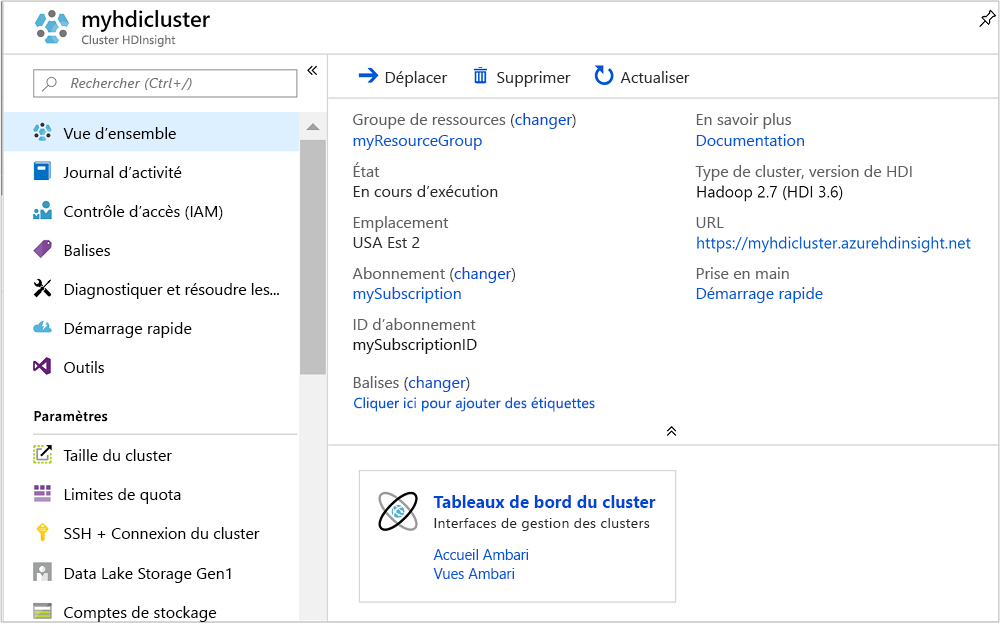 myhdicluster
Cluster HDInsight
Rechercher (Ctrl+/)
«
Vue d’ensemble
Journal d’activité
Contrôle d’accès (IAM)
Balises
Diagnostiquer et résoudre les...
Démarrage rapide
Outils
Paramètres
Taille du cluster
Limites de quota
SSH + Connexion du cluster
Data Lake Storage Gen1
Comptes de stockage
Déplacer
Supprimer
Actualiser
Groupe de ressources (changer)
myResourceGroup
État
En cours d’exécution
Emplacement
USA Est 2
Abonnement (changer)
mySubscription
ID d’abonnement
mySubscriptionID
Balises (changer)
Cliquer ici pour ajouter des étiquettes
En savoir plus
Documentation
Type de cluster, version de HDI
Hadoop 2.7 (HDI 3.6)
URL
https://myhdicluster.azurehdinsight.net
Prise en main
Démarrage rapide
Tableaux de bord du cluster
Interfaces de gestion des clusters
Accueil Ambari
Vues Ambari